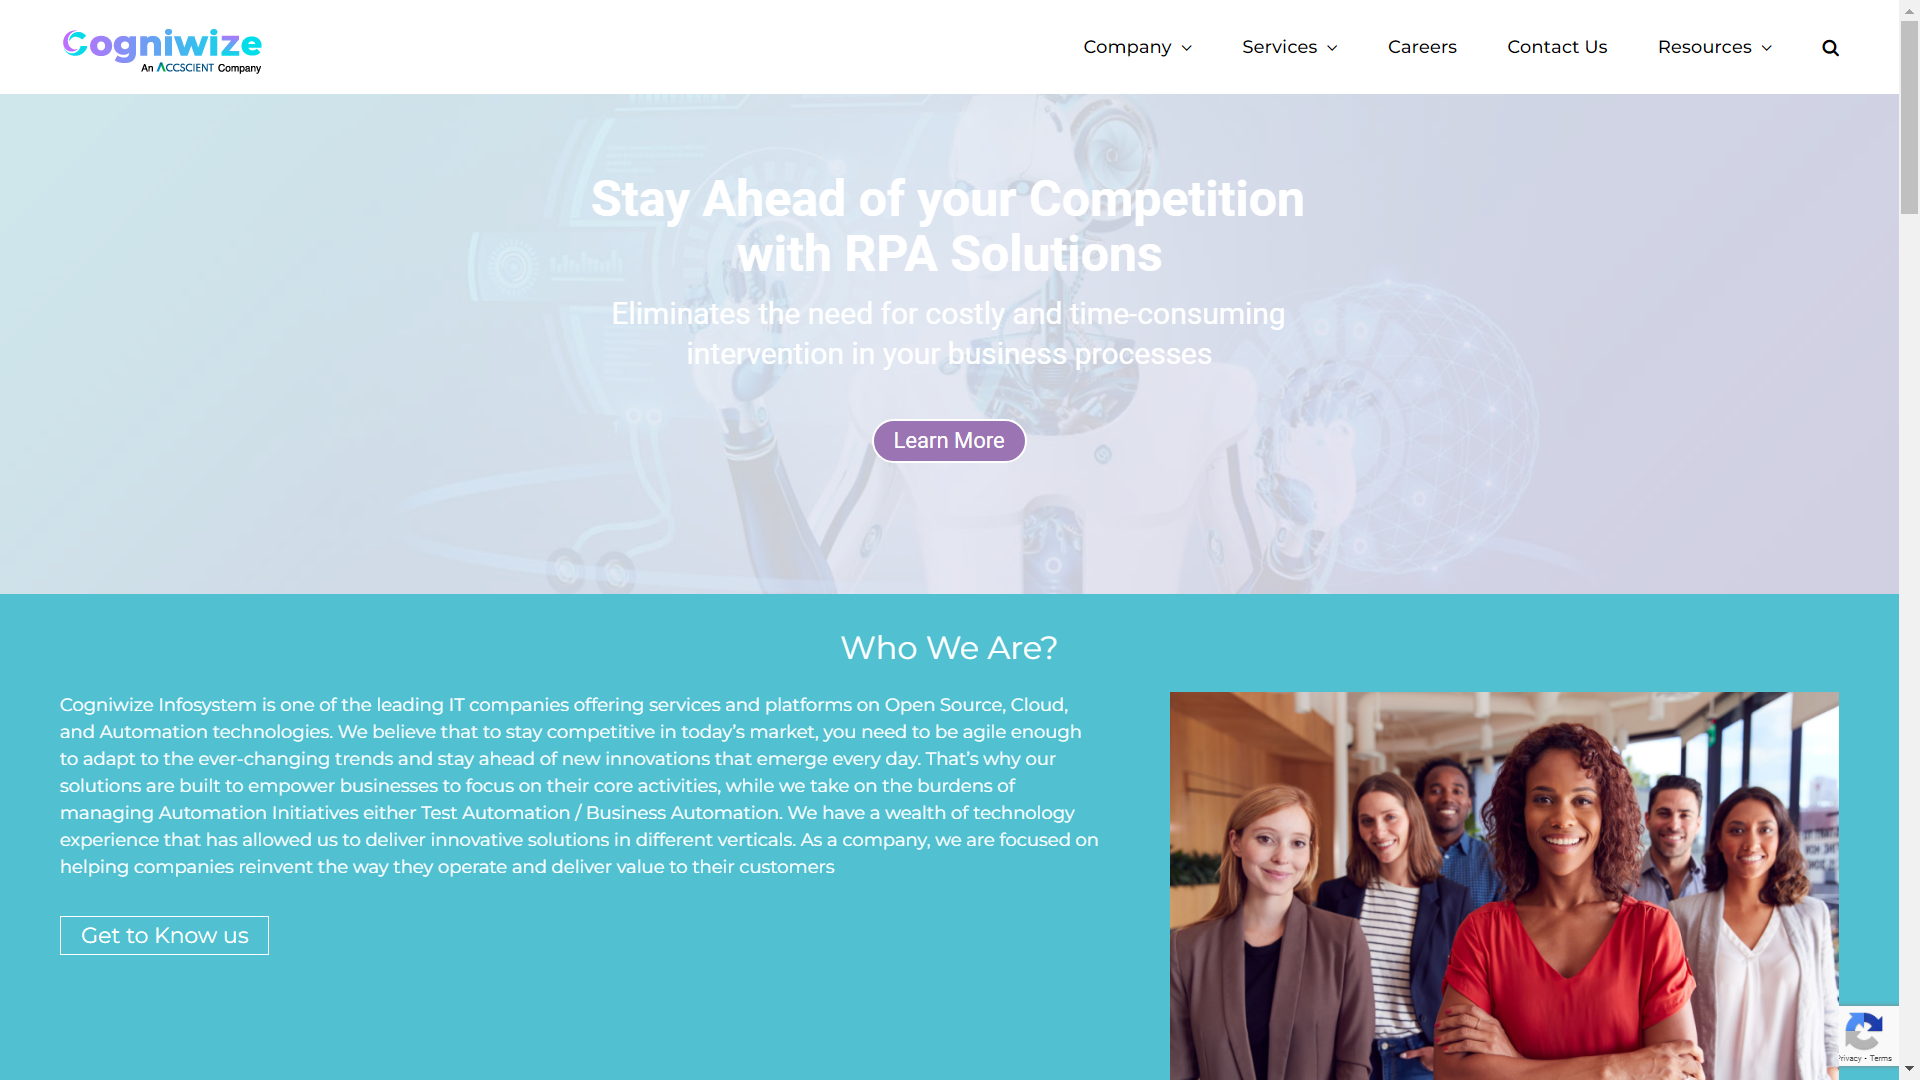 Cogniwize
An ACCSCIENT Company
Company
Services
Careers
Contact Us
Resources
Stay Ahead of your Competition
with RPA Solutions
Eliminates the need for costly and time-consuming
intervention in your business processes
Learn More
Who We Are?
Cogniwize Infosystem is one of the leading IT companies offering services and platforms on Open Source, Cloud,
and Automation technologies. We believe that to stay competitive in today’s market, you need to be agile enough
to adapt to the ever-changing trends and stay ahead of new innovations that emerge every day. That’s why our
solutions are built to empower businesses to focus on their core activities, while we take on the burdens of
managing Automation Initiatives either Test Automation / Business Automation. We have a wealth of technology
experience that has allowed us to deliver innovative solutions in different verticals. As a company, we are focused on
helping companies reinvent the way they operate and deliver value to their customers
Get to Know us
Privacy - Terms